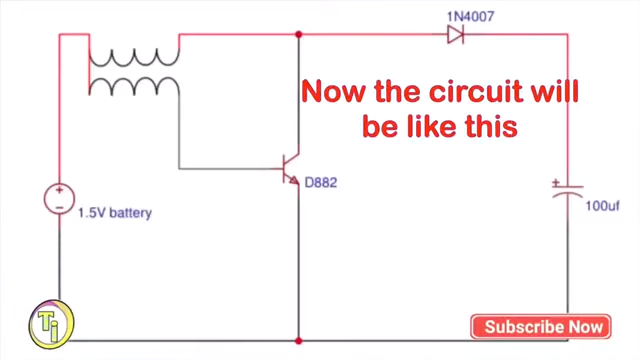 1N4007
Now the circuit will
be like this
D882
+
100uf
+
-
1.5V battery
Ti
Subscribe Now